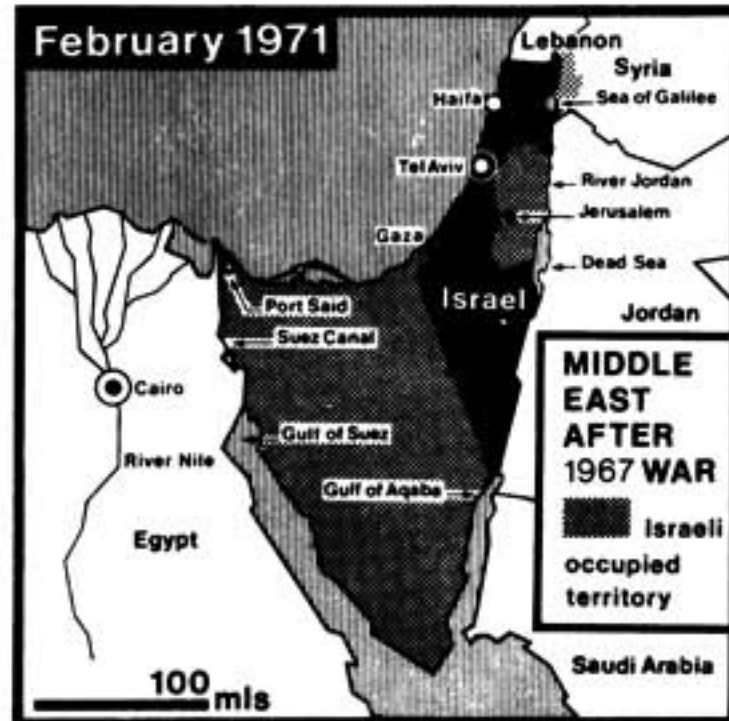 February 1971
Lebanon
Syria
Haifa
Sea of Galilee
Tel Aviv
River Jordan
Jerusalem
Gaza
Dead Sea
Israel
Port Said
Jordan
Suez Canal
MIDDLE
EAST
AFTER
1967 WAR
Cairo
Gulf of Suez
River Nile
Gulf of Aqaba
Israeli
occupied
territory
Egypt
Saudi Arabia
100
mls